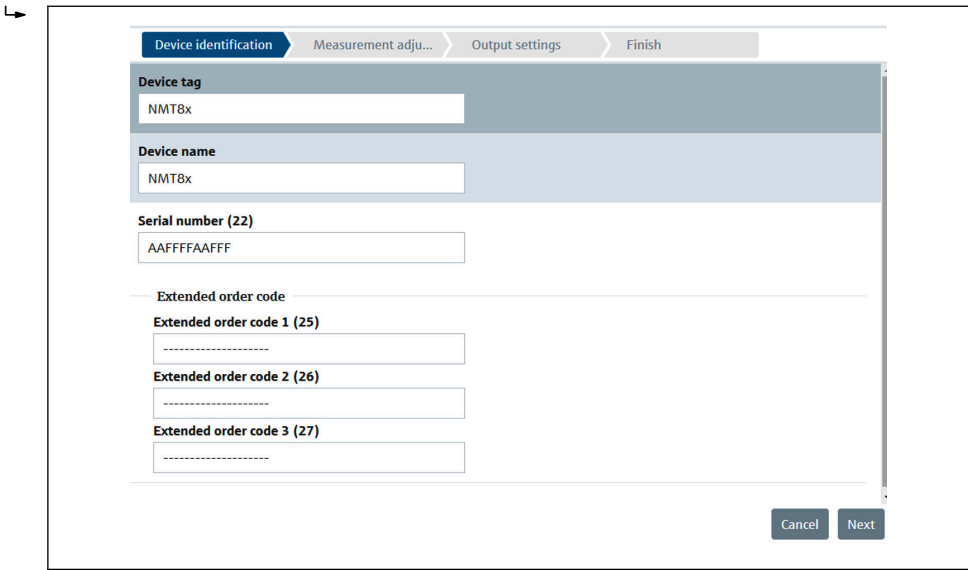 Device identification Measurement adju... Output settings Finish
Device tag
NMT8x
Device name
NMT8x
Serial number (22)
AAFFFFAAFFF
Extended order code
Extended order code 1 (25)
-------------------
Extended order code 2 (26)
-------------------
Extended order code 3 (27)
-------------------
Cancel Next